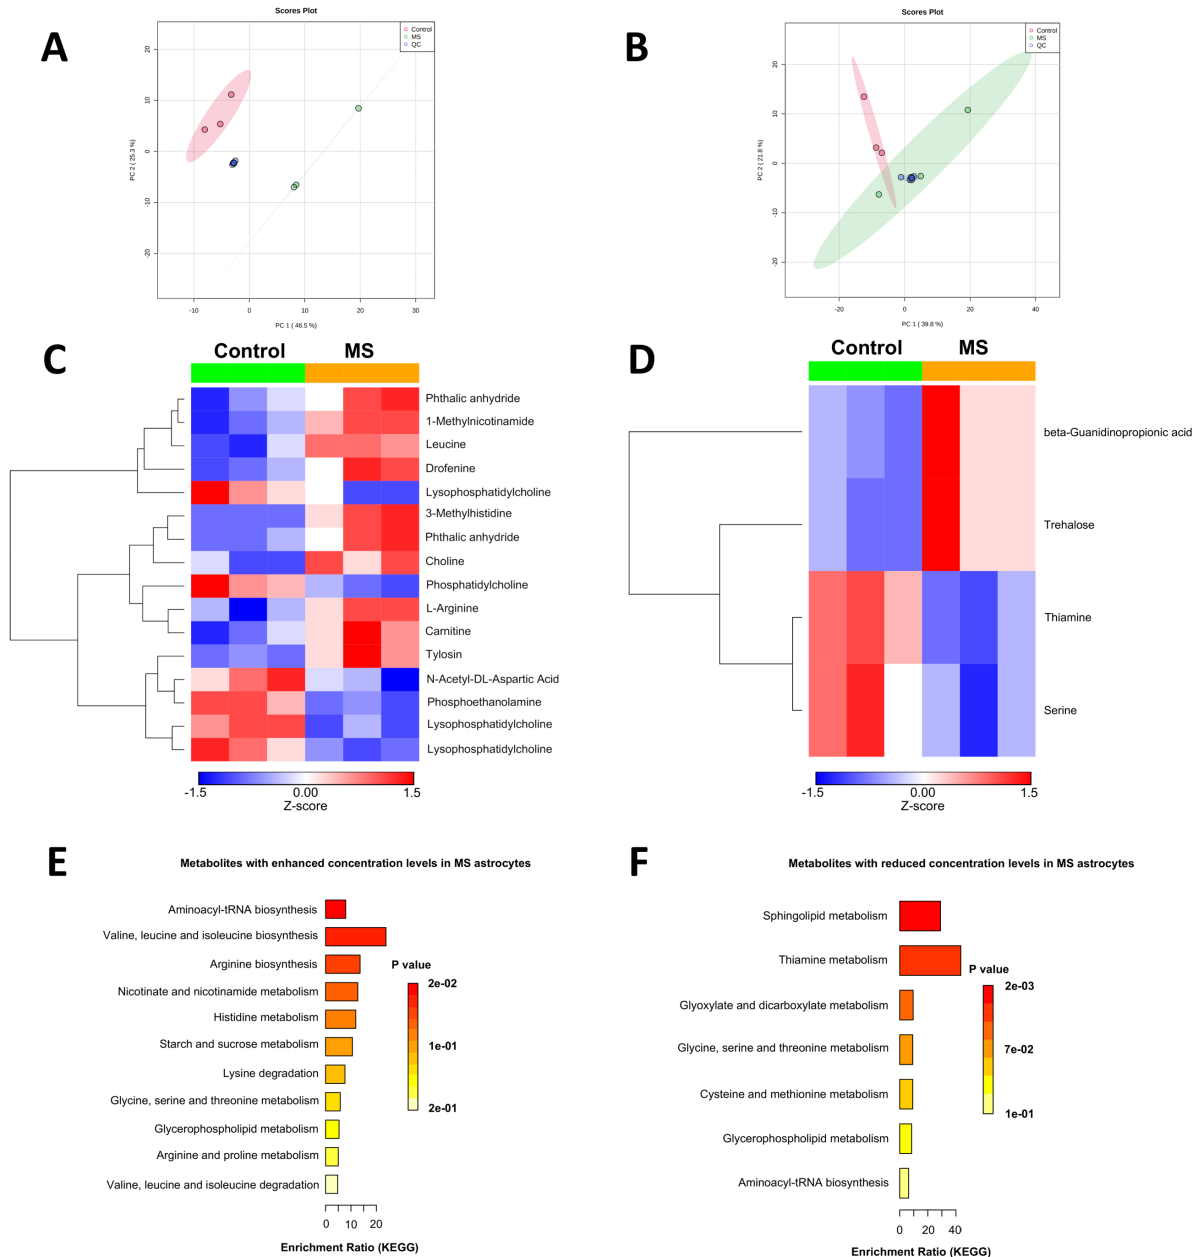 A
Scores Plot
Control
MS
QC
PC 2 ( 25.3 %)
20
10
0
-10
-20
-10
0
10
20
30
PC 1 ( 46.5 %)
B
Scores Plot
Control
MS
QC
PC 2 ( 21.8 %)
20
10
0
-10
-20
-20
0
20
40
PC 1 ( 39.8 %)
C
Control
MS
Phthalic anhydride
1-Methylnicotinamide
Leucine
Drofenine
Lysophosphatidylcholine
3-Methylhistidine
Phthalic anhydride
Choline
Phosphatidylcholine
L-Arginine
Carnitine
Tylosin
N-Acetyl-DL-Aspartic Acid
Phosphoethanolamine
Lysophosphatidylcholine
Lysophosphatidylcholine
-1.5
0.00
1.5
Z-score
D
Control
MS
beta-Guanidinopropionic acid
Trehalose
Thiamine
Serine
-1.5
0.00
1.5
Z-score
E
Metabolites with enhanced concentration levels in MS astrocytes
Aminoacyl-tRNA biosynthesis
Valine, leucine and isoleucine biosynthesis
Arginine biosynthesis
Nicotinate and nicotinamide metabolism
Histidine metabolism
Starch and sucrose metabolism
Lysine degradation
Glycine, serine and threonine metabolism
Glycerophospholipid metabolism
Arginine and proline metabolism
Valine, leucine and isoleucine degradation
P value
2e-02
1e-01
2e-01
0
5
10
20
Enrichment Ratio (KEGG)
F
Metabolites with reduced concentration levels in MS astrocytes
Sphingolipid metabolism
Thiamine metabolism
Glyoxylate and dicarboxylate metabolism
Glycine, serine and threonine metabolism
Cysteine and methionine metabolism
Glycerophospholipid metabolism
Aminoacyl-tRNA biosynthesis
P value
2e-03
7e-02
1e-01
0
20
40
Enrichment Ratio (KEGG)